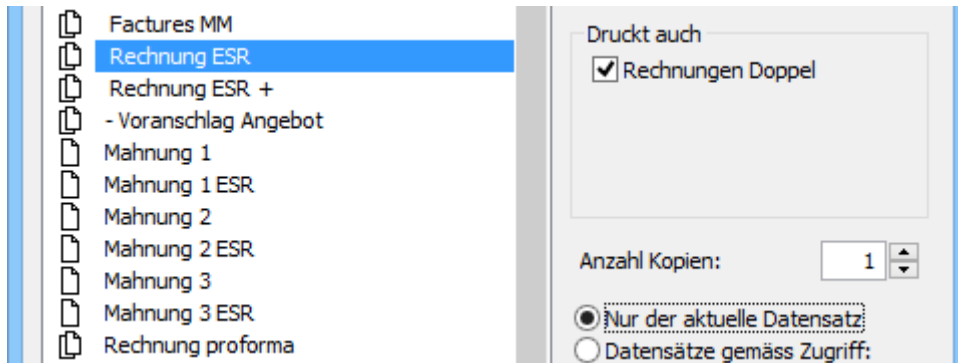 Factures MM
Rechnung ESR
Rechnung ESR +
- Voranschlag Angebot
Mahnung 1
Mahnung 1 ESR
Mahnung 2
Mahnung 2 ESR
Mahnung 3
Mahnung 3 ESR
Rechnung proforma
Druckt auch
Rechnungen Doppel
Anzahl Kopien: 1
Nur der aktuelle Datensatz
Datensätze gemäss Zugriff: